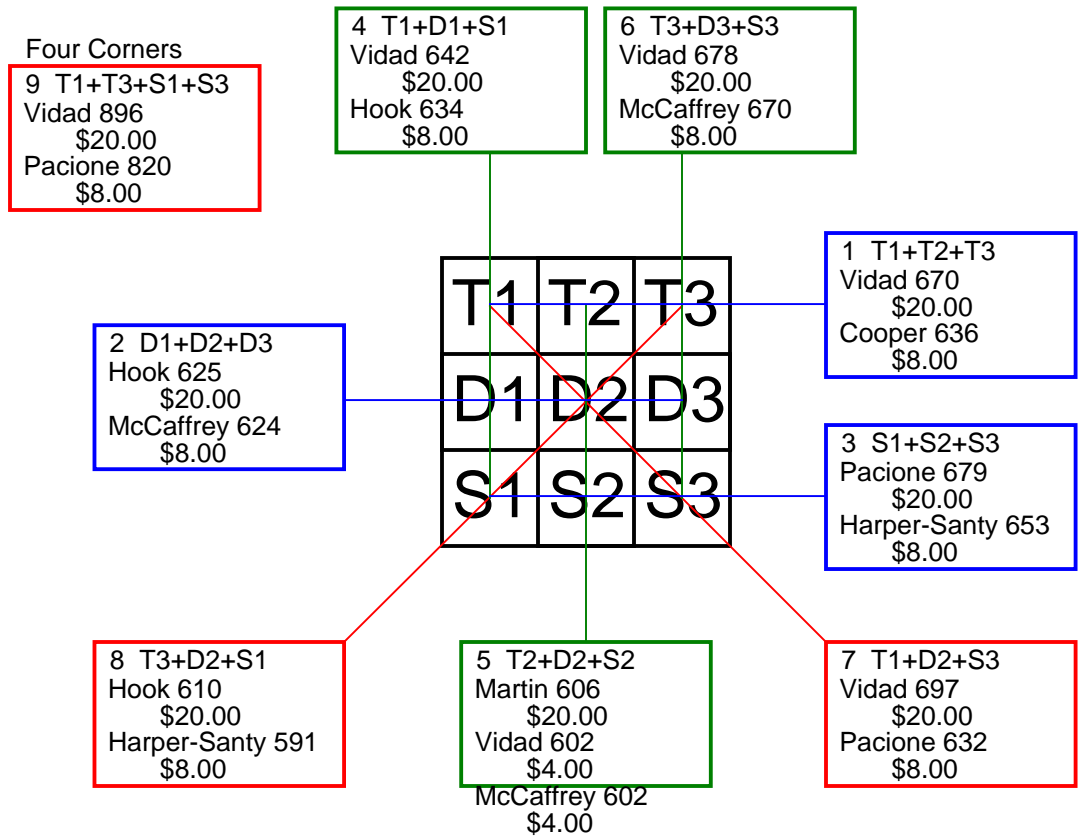 Four Corners
9 T1+T3+S1+S3
Vidad 896
$20.00
Pacione 820
$8.00
4 T1+D1+S1
Vidad 642
$20.00
Hook 634
$8.00
6 T3+D3+S3
Vidad 678
$20.00
McCaffrey 670
$8.00
1 T1+T2+T3
Vidad 670
$20.00
Cooper 636
$8.00
T1 T2 T3
D1 D2 D3
S1 S2 S3
2 D1+D2+D3
Hook 625
$20.00
McCaffrey 624
$8.00
3 S1+S2+S3
Pacione 679
$20.00
Harper-Santy 653
$8.00
8 T3+D2+S1
Hook 610
$20.00
Harper-Santy 591
$8.00
5 T2+D2+S2
Martin 606
$20.00
Vidad 602
$4.00
McCaffrey 602
$4.00
7 T1+D2+S3
Vidad 697
$20.00
Pacione 632
$8.00